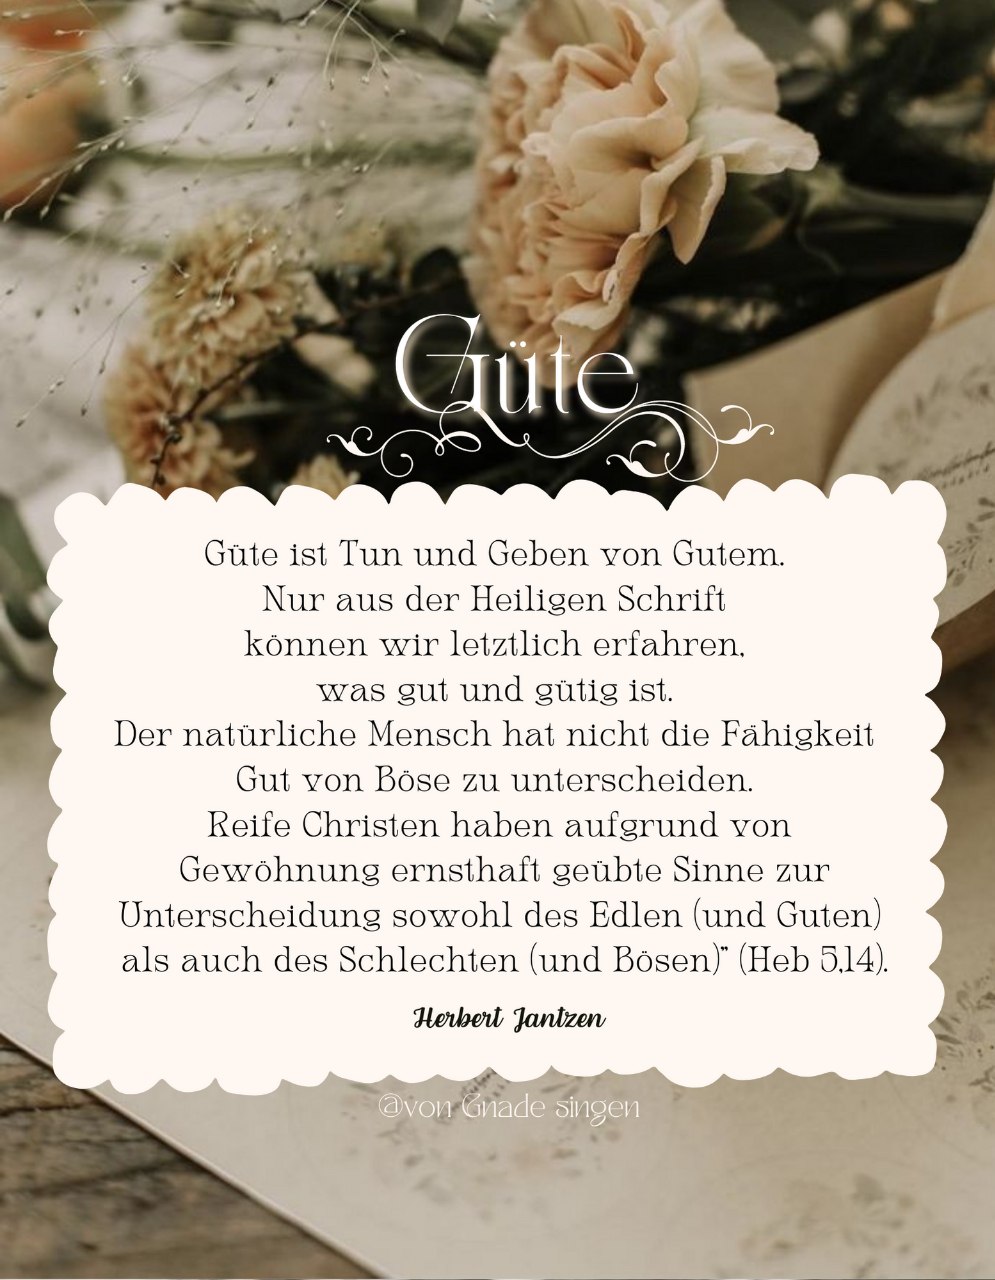 Güte
Güte ist Tun und Geben von Gutem.
Nur aus der Heiligen Schrift
können wir letztlich erfahren,
was gut und gütig ist.
Der natürliche Mensch hat nicht die Fähigkeit
Gut von Böse zu unterscheiden.
Reife Christen haben aufgrund von
Gewöhnung ernsthaft geübte Sinne zur
Unterscheidung sowohl des Edlen (und Guten)
als auch des Schlechten (und Bösen)” (Heb 5,14).
Herbert Jantzen
@von Gnade singen